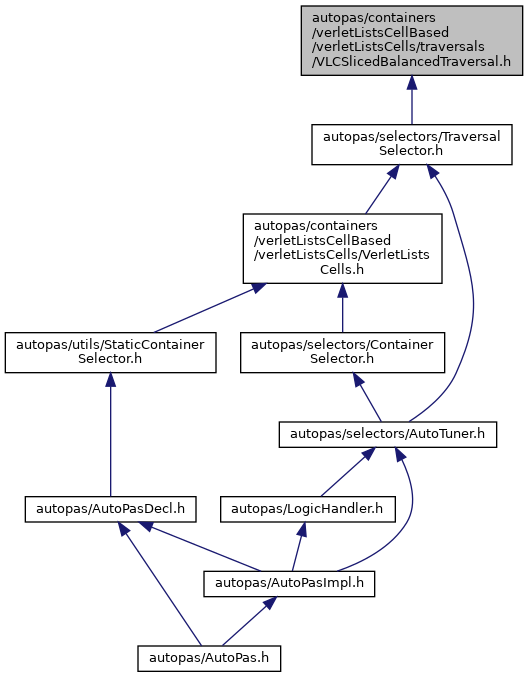 autopas/containers
/verletListsCellBased
/verletListsCells/traversals
/VLCSlicedBalancedTraversal.h
autopas/selectors/Traversal
Selector.h
autopas/containers
/verletListsCellBased
/verletListsCells/VerletLists
Cells.h
autopas/utils/StaticContainer
Selector.h
autopas/selectors/Container
Selector.h
autopas/selectors/AutoTuner.h
autopas/AutoPasDecl.h
autopas/LogicHandler.h
autopas/AutoPasImpl.h
autopas/AutoPas.h